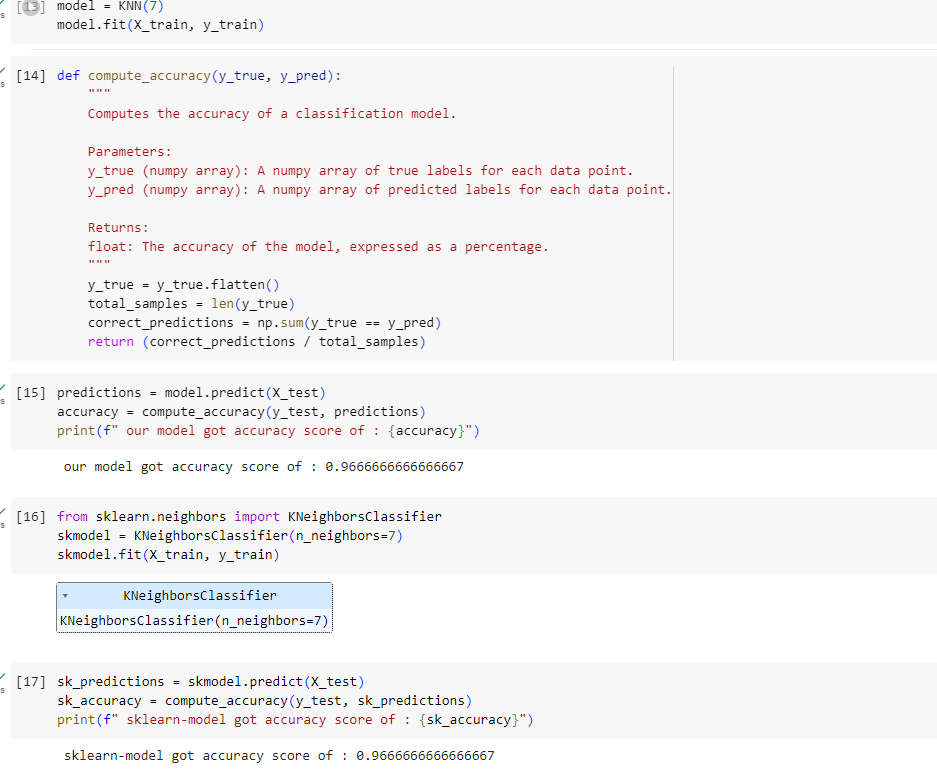 [13] model = KNN(7)
model.fit(X_train, y_train)
[14] def compute_accuracy(y_true, y_pred):
"""
Computes the accuracy of a classification model.
Parameters:
y_true (numpy array): A numpy array of true labels for each data point.
y_pred (numpy array): A numpy array of predicted labels for each data point.
Returns:
float: The accuracy of the model, expressed as a percentage.
"""
y_true = y_true.flatten()
total_samples = len(y_true)
correct_predictions = np.sum(y_true == y_pred)
return (correct_predictions / total_samples)
[15] predictions = model.predict(X_test)
accuracy = compute_accuracy(y_test, predictions)
print(f" our model got accuracy score of : {accuracy}")
our model got accuracy score of : 0.9666666666666667
[16] from sklearn.neighbors import KNeighborsClassifier
skmodel = KNeighborsClassifier(n_neighbors=7)
skmodel.fit(X_train, y_train)
KNeighborsClassifier
KNeighborsClassifier(n_neighbors=7)
[17] sk_predictions = skmodel.predict(X_test)
sk_accuracy = compute_accuracy(y_test, sk_predictions)
print(f" sklearn-model got accuracy score of : {sk_accuracy}")
sklearn-model got accuracy score of : 0.9666666666666667